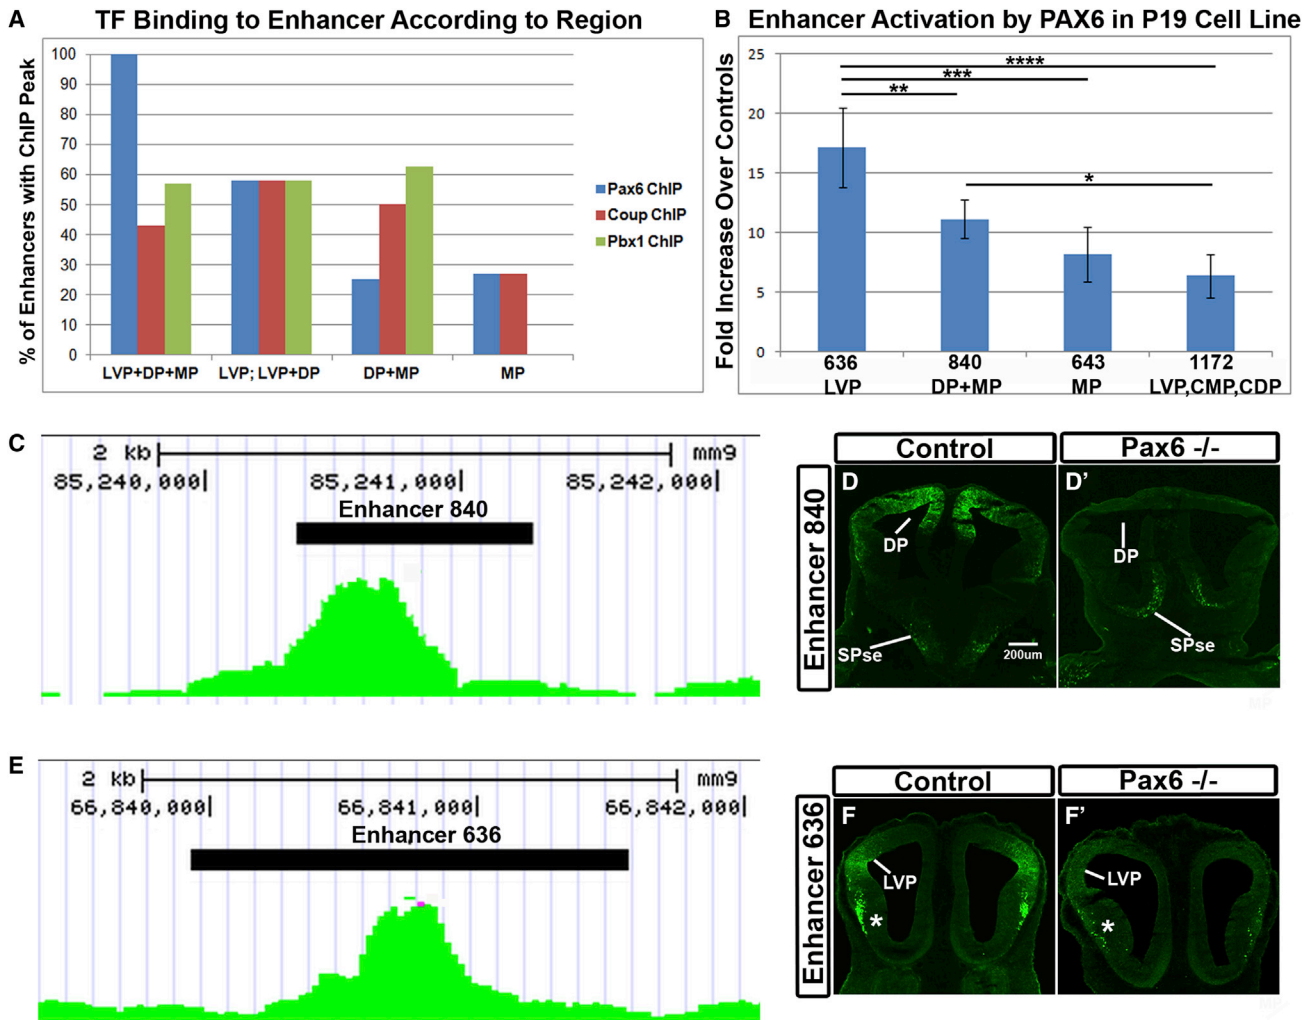 A TF Binding to Enhancer According to Region
% of Enhancers with ChIP Peak
100
90
80
70
60
50
40
30
20
10
0
LVP+DP+MP LVP; LVP+DP DP+MP MP
Pax6 ChIP
Coup ChIP
Pbx1 ChIP
B Enhancer Activation by PAX6 in P19 Cell Line
Fold Increase Over Controls
25
20
15
10
5
0
****
***
**
*
636 840 643 1172
LVP DP+MP MP LVP,CMP,CDP
C
2 kb mm9
85,240,000| 85,241,000| 85,242,000|
Enhancer 840
Control Pax6 -/-
Enhancer 840
D D’
DP DP
SPse SPse
200um
E
2 kb mm9
66,840,000| 66,841,000| 66,842,000|
Enhancer 636
Control Pax6 -/-
Enhancer 636
F F’
LVP LVP
* *